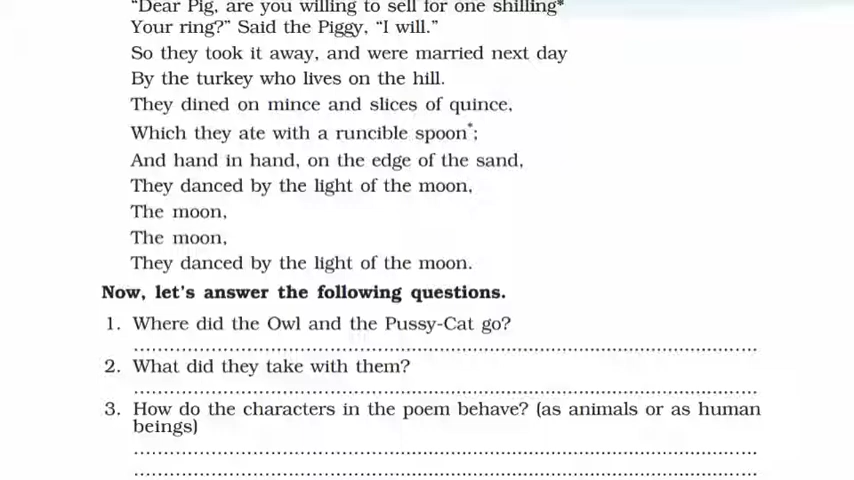 "Dear Pig, are you willing to sell for one shilling*
Your ring?" Said the Piggy, "I will."
So they took it away, and were married next day
By the turkey who lives on the hill.
They dined on mince and slices of quince,
Which they ate with a runcible spoon*;
And hand in hand, on the edge of the sand,
They danced by the light of the moon,
The moon,
The moon,
They danced by the light of the moon.
Now, let's answer the following questions.
1. Where did the Owl and the Pussy-Cat go?
2. What did they take with them?
3. How do the characters in the poem behave? (as animals or as human
beings)